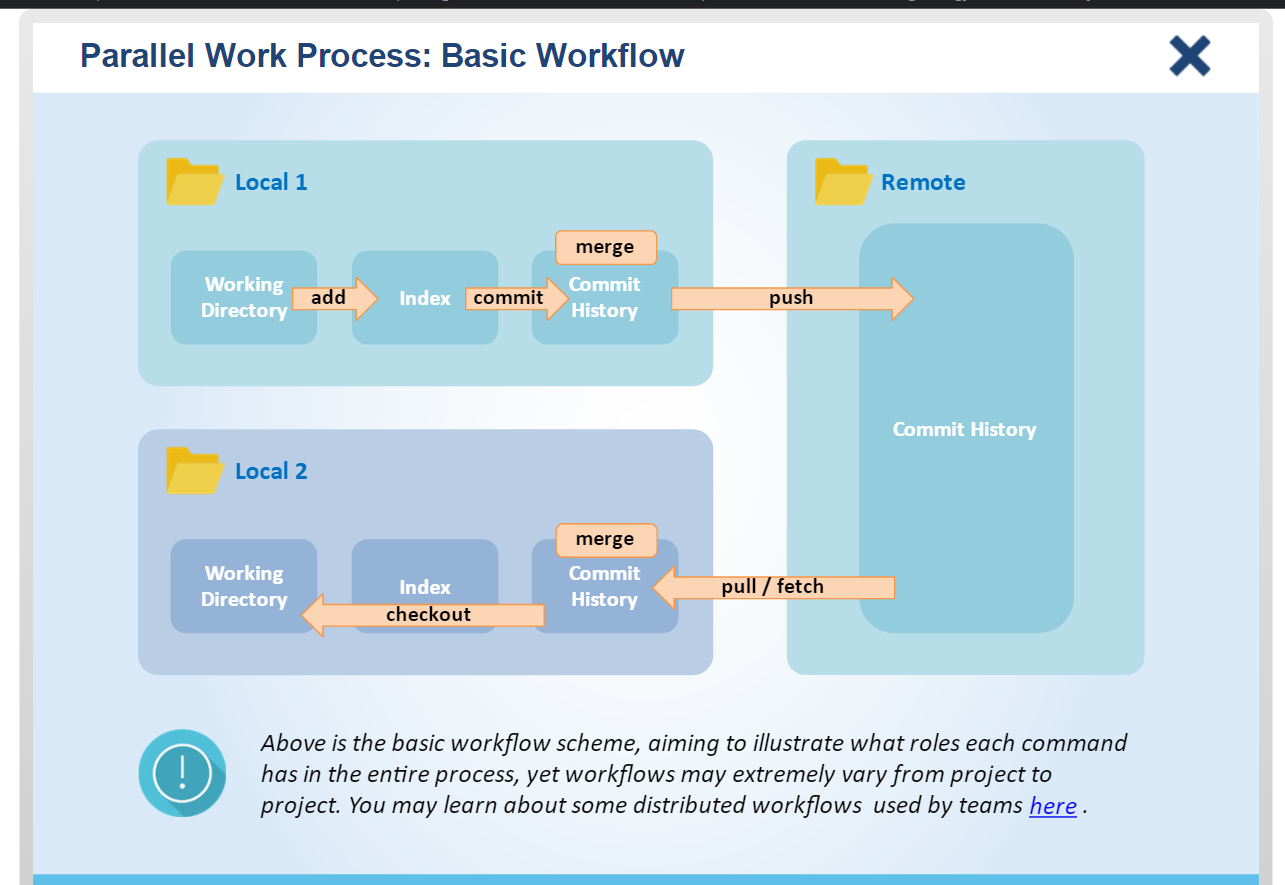 Parallel Work Process: Basic Workflow
Local 1
Remote
merge
Working
Directory
add
Index
commit
Commit
History
push
Commit History
Local 2
merge
Working
Directory
Index
Commit
History
pull / fetch
checkout
Above is the basic workflow scheme, aiming to illustrate what roles each command
has in the entire process, yet workflows may extremely vary from project to
project. You may learn about some distributed workflows  used by teams here .